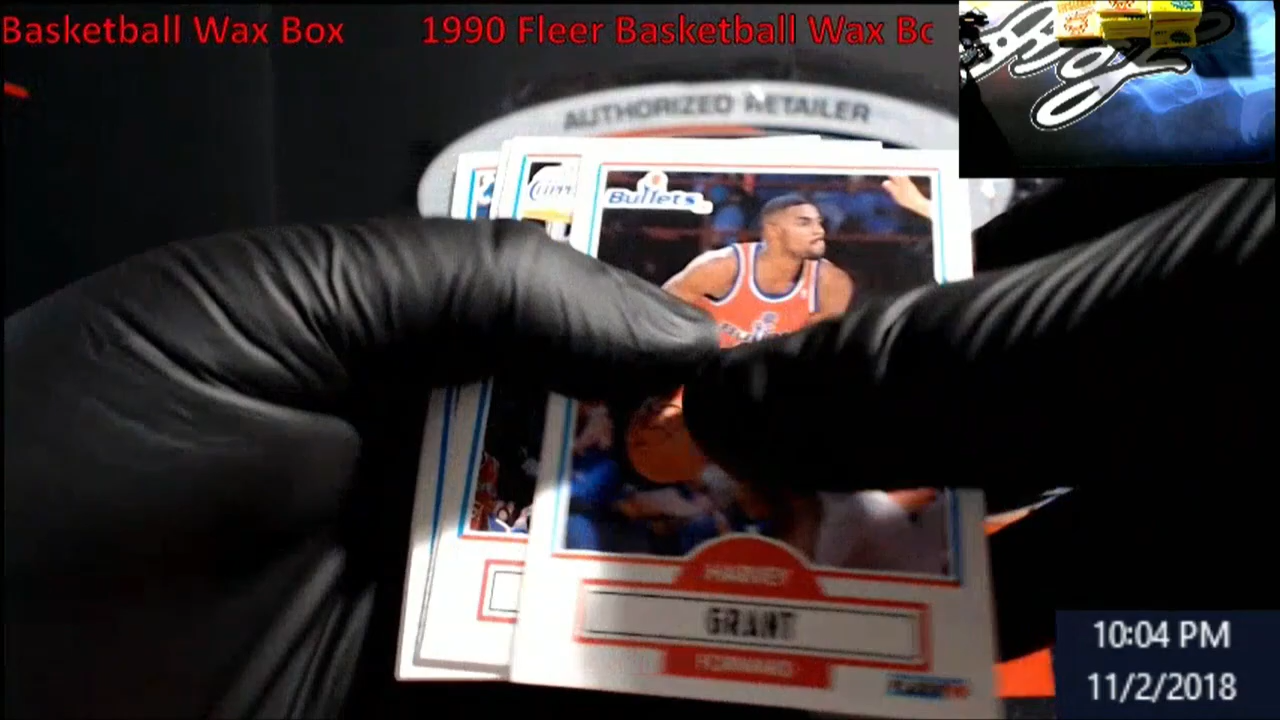 Basketball Wax Box 1990 Fleer Basketball Wax Bo
AUTHORIZED RETAILER
Bullets
HARVEY
GRANT
FORWARD
10:04 PM
11/2/2018